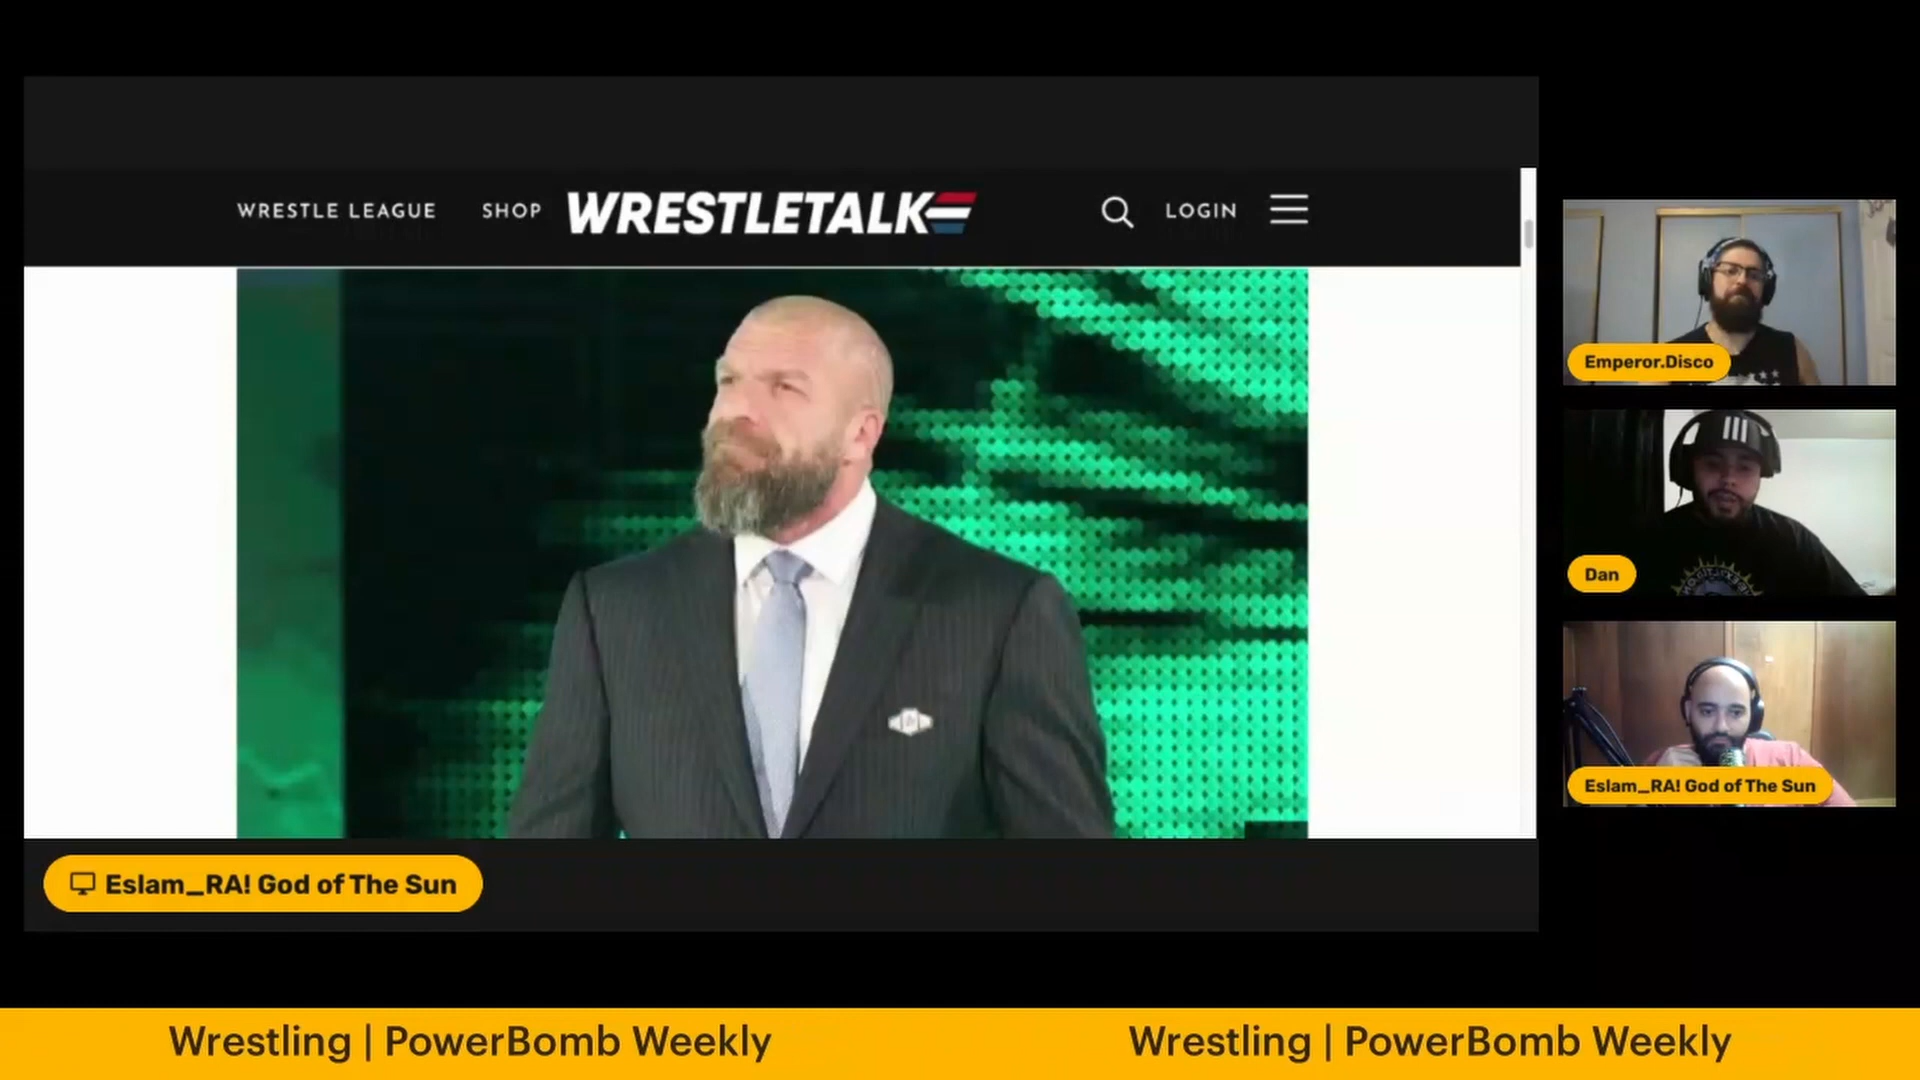 WRESTLE LEAGUE
SHOP
WRESTLETALK
LOGIN
Emperor.Disco
Dan
Eslam_RA! God of The Sun
Eslam_RA! God of The Sun
Wrestling | PowerBomb Weekly
Wrestling | PowerBomb Weekly